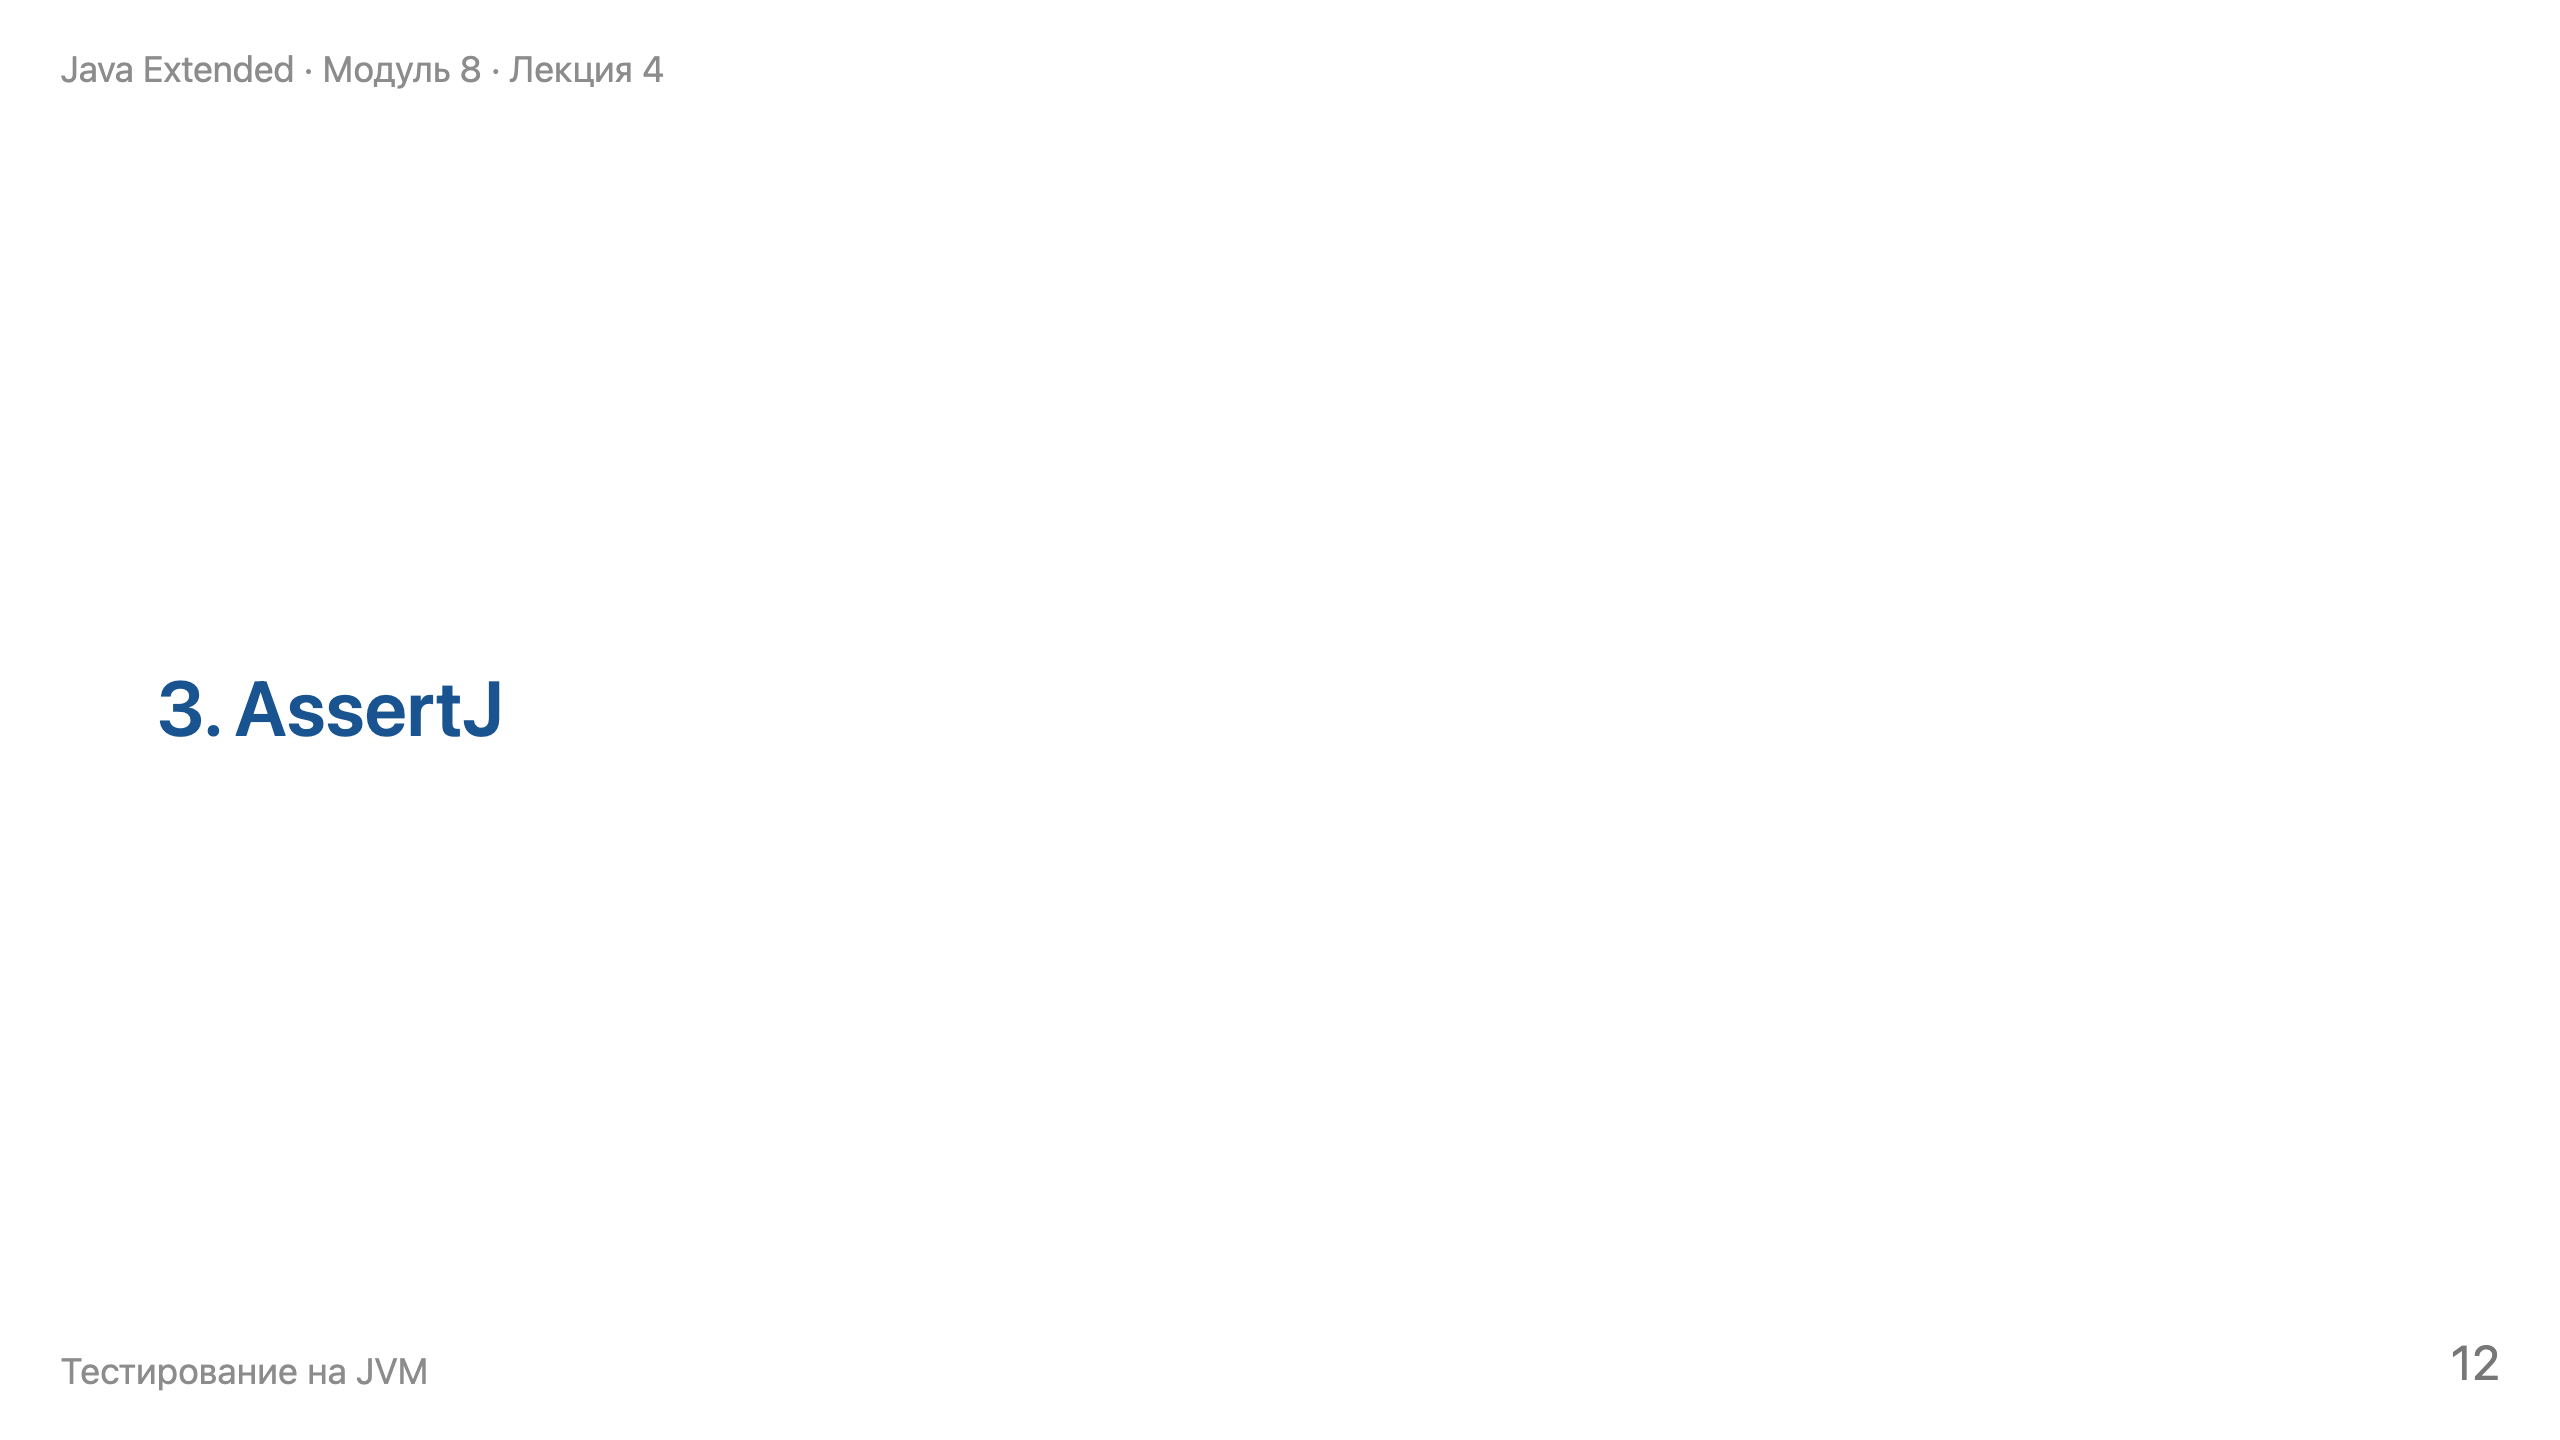 Java Extended · Модуль 8 · Лекция 4
3. AssertJ
Тестирование на JVM
12